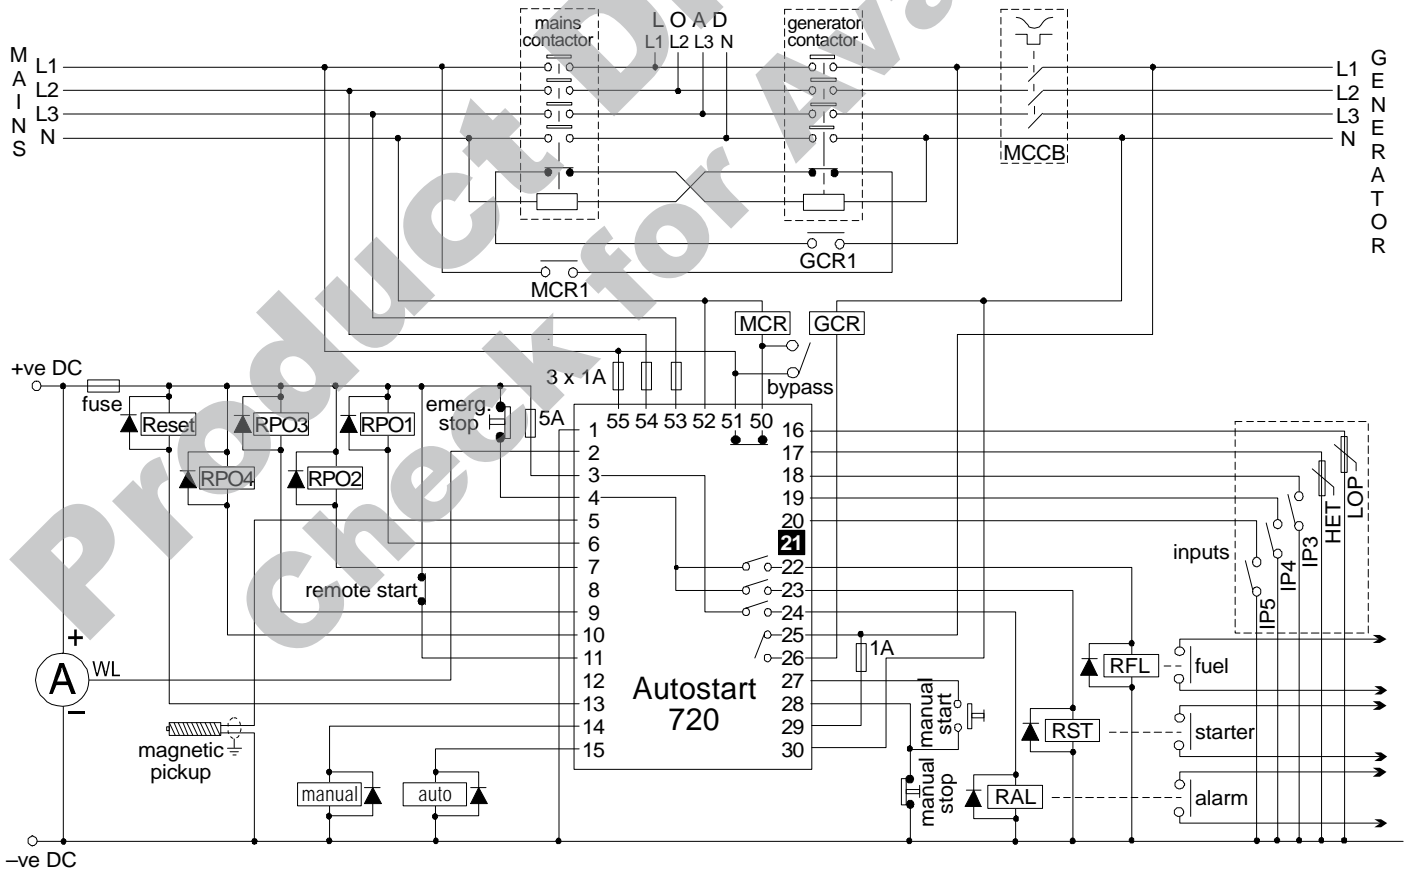 Product Di
Check for Ava
MAINS
L1
L2
L3
N
mains
contactor
LOAD
L1 L2 L3 N
generator
contactor
MCCB
L1
L2
L3
N
GENERATOR
GCR1
MCR1
MCR
GCR
bypass
3 x 1A
+ve DC
fuse
Reset
RPO3
RPO1
RPO4
RPO2
emerg.
stop
5A
remote start
55 54 53 52 51 50
1
2
3
4
5
6
7
8
9
10
11
12
13
14
15
16
17
18
19
20
21
22
23
24
25
26
27
28
29
30
Autostart
720
+
A
WL
–
magnetic
pickup
manual
auto
–ve DC
1A
manual
start
manual
stop
inputs
IP5
IP4
IP3
HET
LOP
RFL
fuel
RST
starter
RAL
alarm